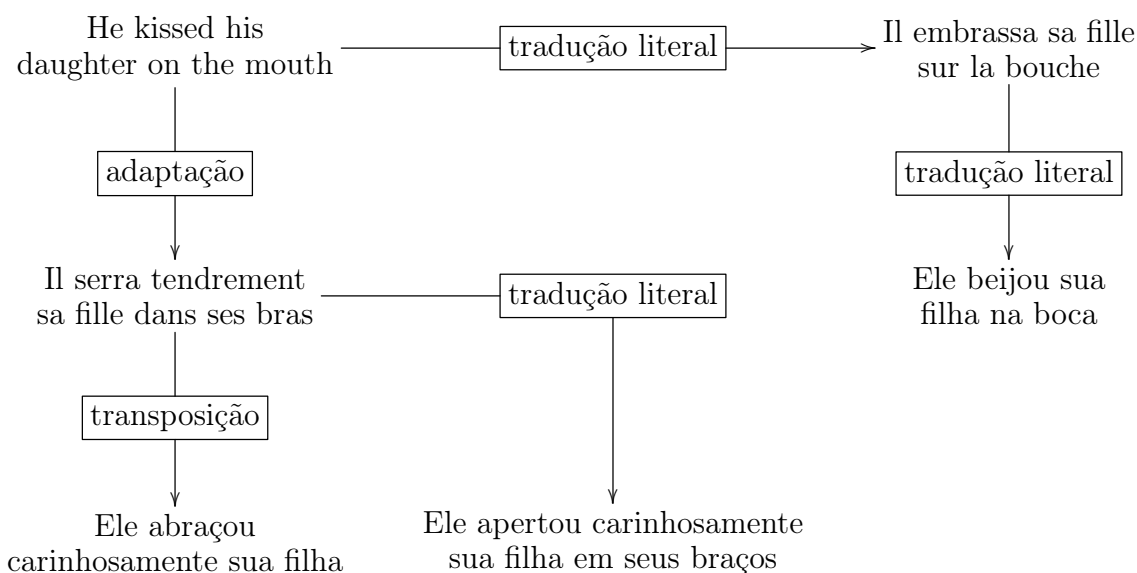 He kissed his
daughter on the mouth
tradução literal
Il embrassa sa fille
sur la bouche
adaptação
tradução literal
Il serra tendrement
sa fille dans ses bras
tradução literal
Ele beijou sua
filha na boca
transposição
Ele abraçou
carinhosamente sua filha
Ele apertou carinhosamente
sua filha em seus braços